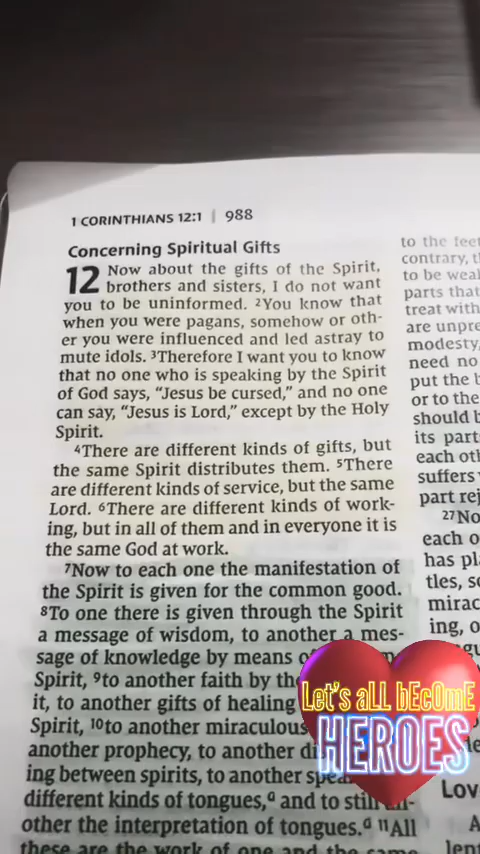 1 CORINTHIANS 12:1 | 988
Concerning Spiritual Gifts
12 Now about the gifts of the Spirit,
brothers and sisters, I do not want
you to be uninformed. 2You know that
when you were pagans, somehow or oth-
er you were influenced and led astray to
mute idols. 3Therefore I want you to know
that no one who is speaking by the Spirit
of God says, “Jesus be cursed,” and no one
can say, “Jesus is Lord,” except by the Holy
Spirit.
4There are different kinds of gifts, but
the same Spirit distributes them. 5There
are different kinds of service, but the same
Lord. 6There are different kinds of work-
ing, but in all of them and in everyone it is
the same God at work.
7Now to each one the manifestation of
the Spirit is given for the common good.
8To one there is given through the Spirit
a message of wisdom, to another a mes-
sage of knowledge by means
Spirit, 9to another faith by the
it, to another gifts of healing
Spirit, 10to another miraculous
another prophecy, to another
ing between spirits, to another
different kinds of tongues,a and to still
other the interpretation of tongues.a 11All
these are the work of one and the same
to the feet
contrary,
to be
parts that
treat with
are
modesty,
need no
put the
or to the
should
its part
each
suffers
part
27
each o
has
mirac
ing,
Let's aLL bEcOmE
HEROES